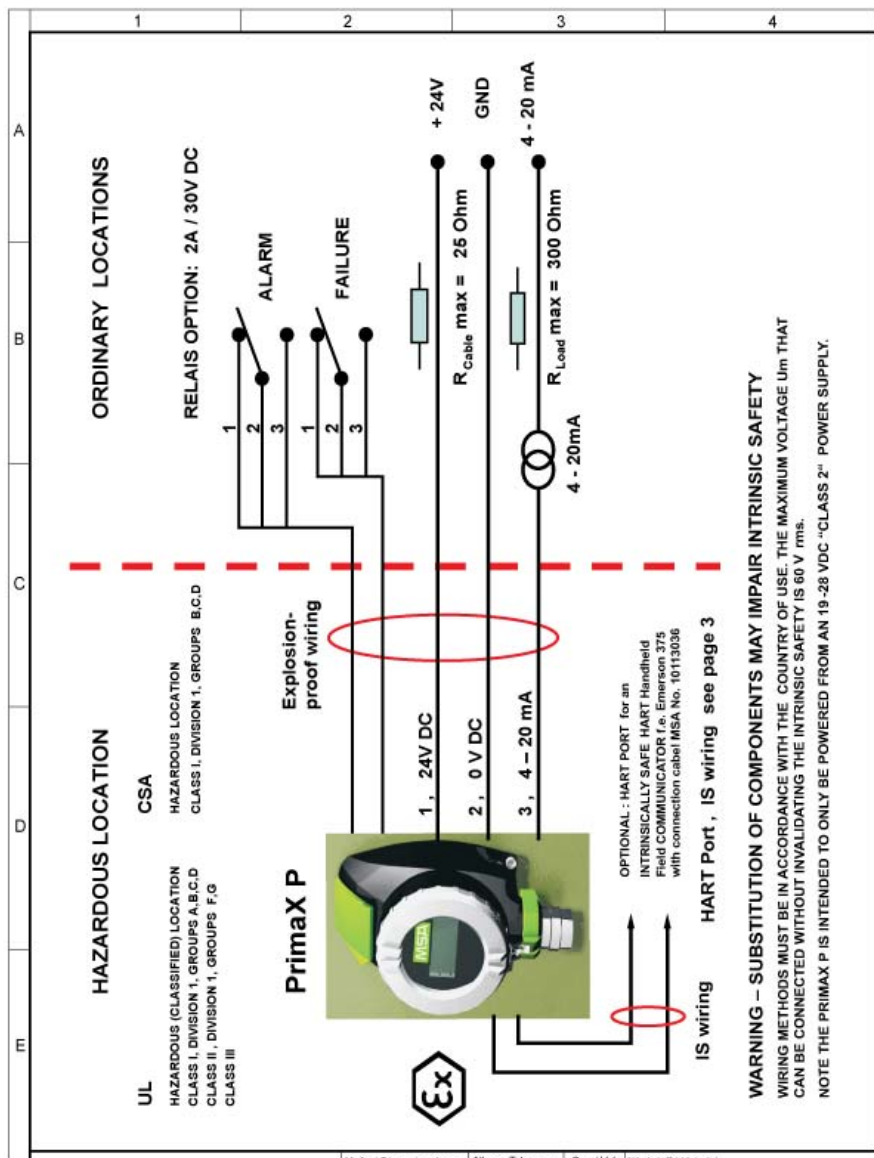 1
2
3
4
A
B
C
D
E
HAZARDOUS LOCATION
ORDINARY LOCATIONS
UL
HAZARDOUS (CLASSIFIED) LOCATION
CLASS I, DIVISION 1, GROUPS A,B,C,D
CLASS II, DIVISION 1, GROUPS F,G
CLASS III
CSA
HAZARDOUS LOCATION
CLASS I, DIVISION 1, GROUPS B,C,D
RELAIS OPTION: 2A / 30V DC
1
2
3
ALARM
1
2
3
FAILURE
Explosion-
proof wiring
PrimaX P
MSA
Ex
1 , 24V DC
2 , 0 V DC
3 , 4 – 20 mA
+ 24V
GND
4 - 20 mA
R Cable max = 25 Ohm
R Load max = 300 Ohm
4 - 20mA
OPTIONAL : HART PORT for an
INTRINSICALLY SAFE HART Handheld
Field COMMUNICATOR f.e. Emerson 375
with connection cabel MSA No. 10113036
IS wiring
HART Port , IS wiring see page 3
WARNING – SUBSTITUTION OF COMPONENTS MAY IMPAIR INTRINSIC SAFETY
WIRING METHODS MUST BE IN ACCORDANCE WITH THE COUNTRY OF USE. THE MAXIMUM VOLTAGE Um THAT
CAN BE CONNECTED WITHOUT INVALIDATING THE INTRINSIC SAFETY IS 60 V rms.
NOTE THE PRIMAX P IS INTENDED TO ONLY BE POWERED FROM AN 19 -28 VDC "CLASS 2“ POWER SUPPLY.